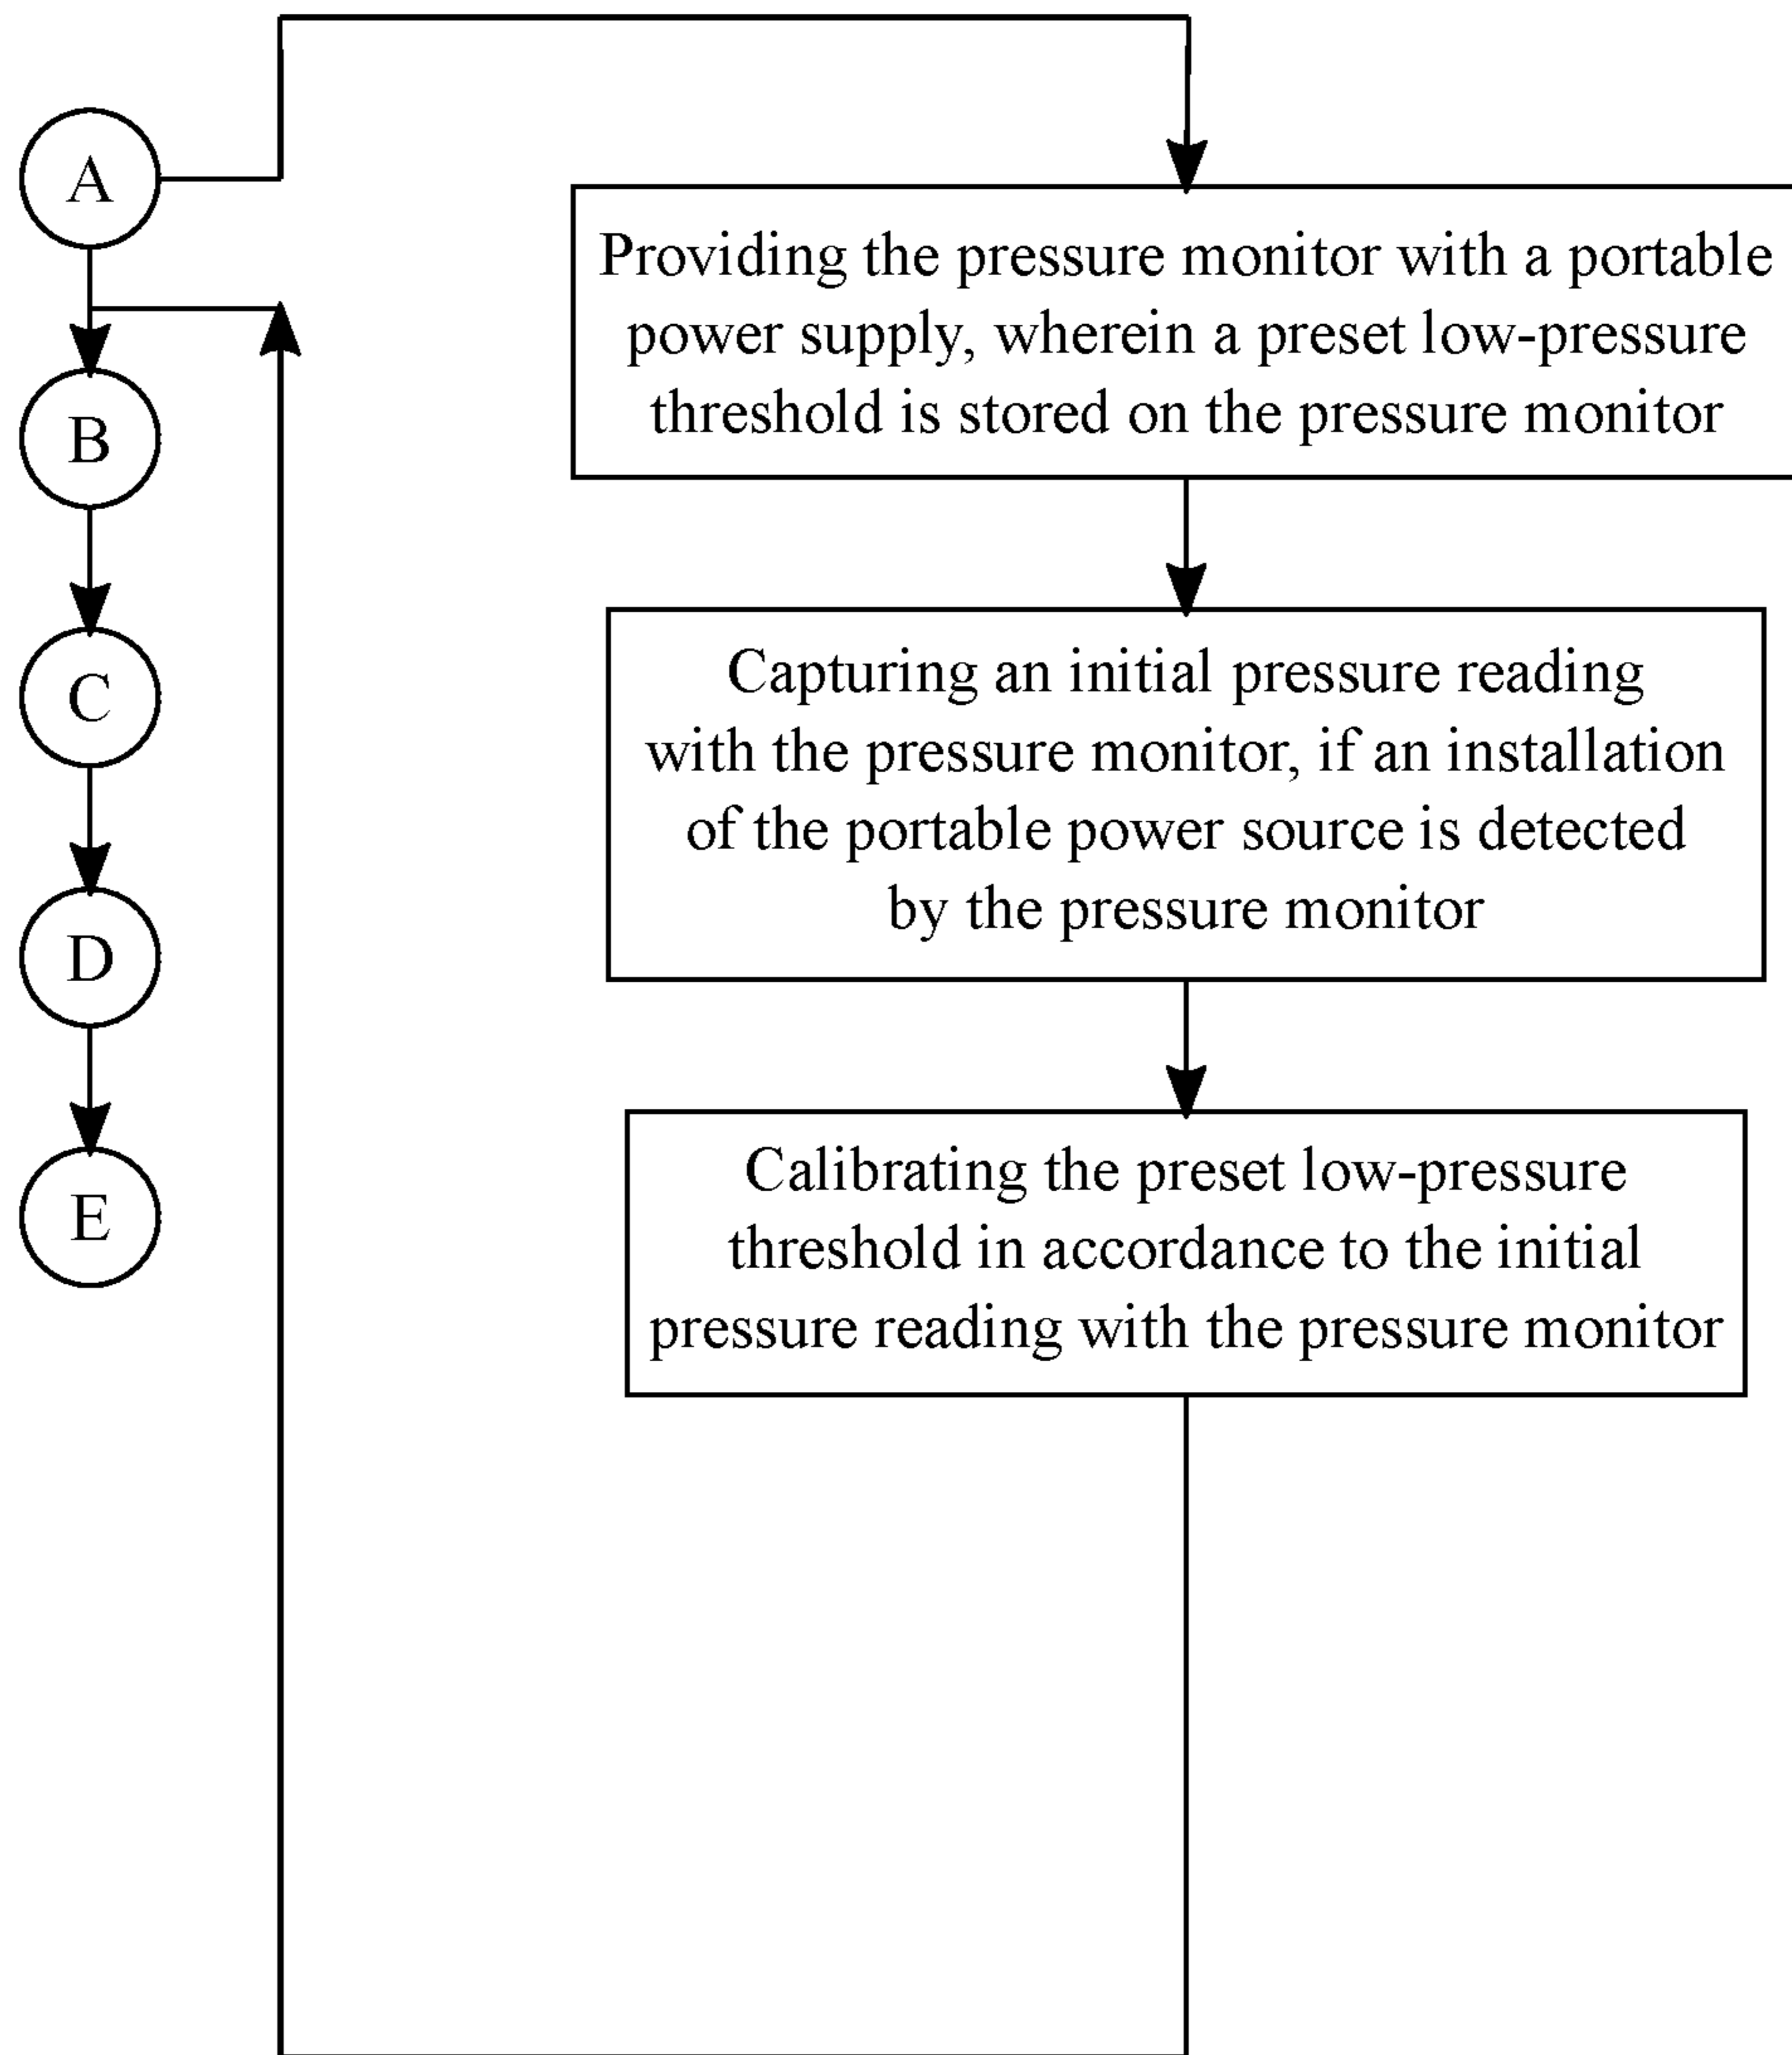 A
B
C
D
E
Providing the pressure monitor with a portable
power supply, wherein a preset low-pressure
threshold is stored on the pressure monitor
Capturing an initial pressure reading
with the pressure monitor, if an installation
of the portable power source is detected
by the pressure monitor
Calibrating the preset low-pressure
threshold in accordance to the initial
pressure reading with the pressure monitor